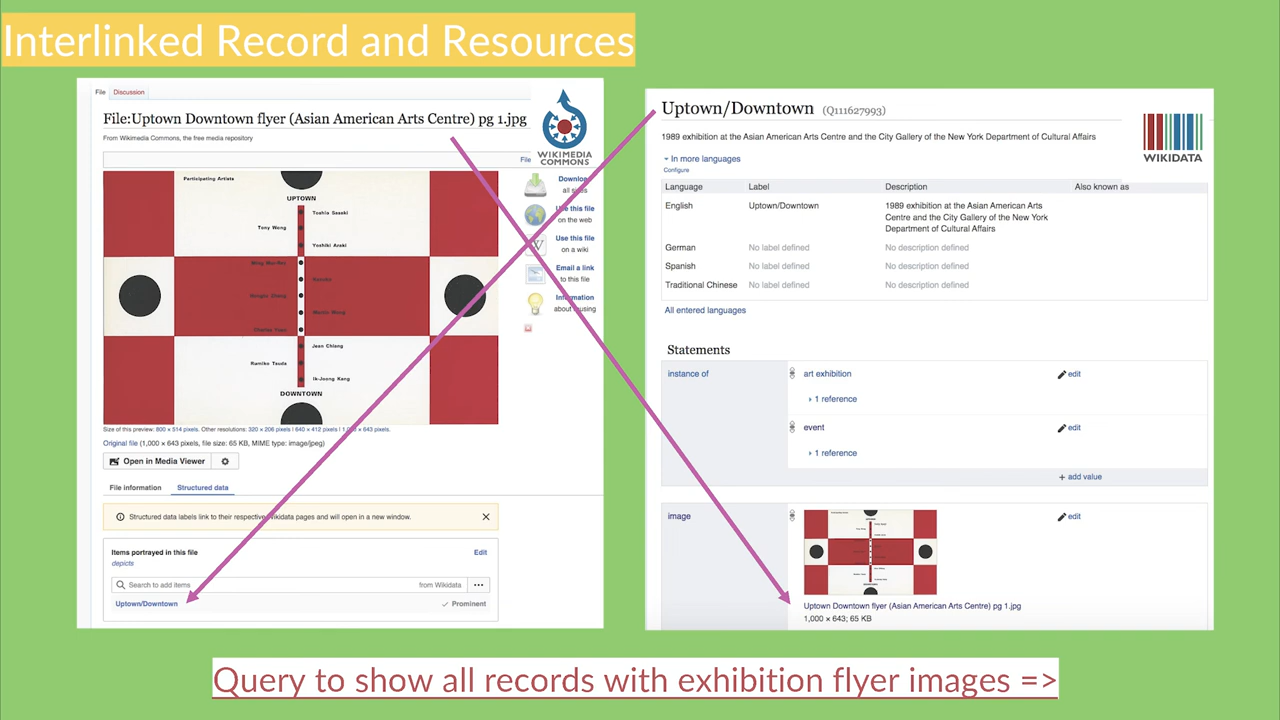 Interlinked Record and Resources
File Discussion
File:Uptown Downtown flyer (Asian American Arts Centre) pg 1.jpg
From Wikimedia Commons, the free media repository
File
WIKIMEDIA
COMMONS
Participating Artists
UPTOWN
Toshio Sasaki
Tony Wong
Yoshiki Araki
Charles Yuen
Jean Chiang
Ik-Joong Kang
DOWNTOWN
Download
all sizes
Use this file
on the web
Use this file
on a wiki
Email a link
to this file
Information
about reusing
Size of this preview: 800 × 514 pixels. Other resolutions: 320 × 206 pixels | 640 × 412 pixels | 1,000 × 643 pixels.
Original file (1,000 × 643 pixels, file size: 65 KB, MIME type: image/jpeg)
Open in Media Viewer
File information Structured data
Structured data labels link to their respective Wikidata pages and will open in a new window.
Items portrayed in this file Edit
depicts
Search to add items from Wikidata ...
Uptown/Downtown Prominent
Uptown/Downtown (Q111627993)
1989 exhibition at the Asian American Arts Centre and the City Gallery of the New York Department of Cultural Affairs
WIKIDATA
In more languages
Configure
Language Label Description Also known as
English Uptown/Downtown 1989 exhibition at the Asian American Arts
Centre and the City Gallery of the New York
Department of Cultural Affairs
German No label defined No description defined
Spanish No label defined No description defined
Traditional Chinese No label defined No description defined
All entered languages
Statements
instance of art exhibition edit
1 reference
event edit
1 reference
+ add value
image edit
Uptown Downtown flyer (Asian American Arts Centre) pg 1.jpg
1,000 × 643; 65 KB
Query to show all records with exhibition flyer images =>